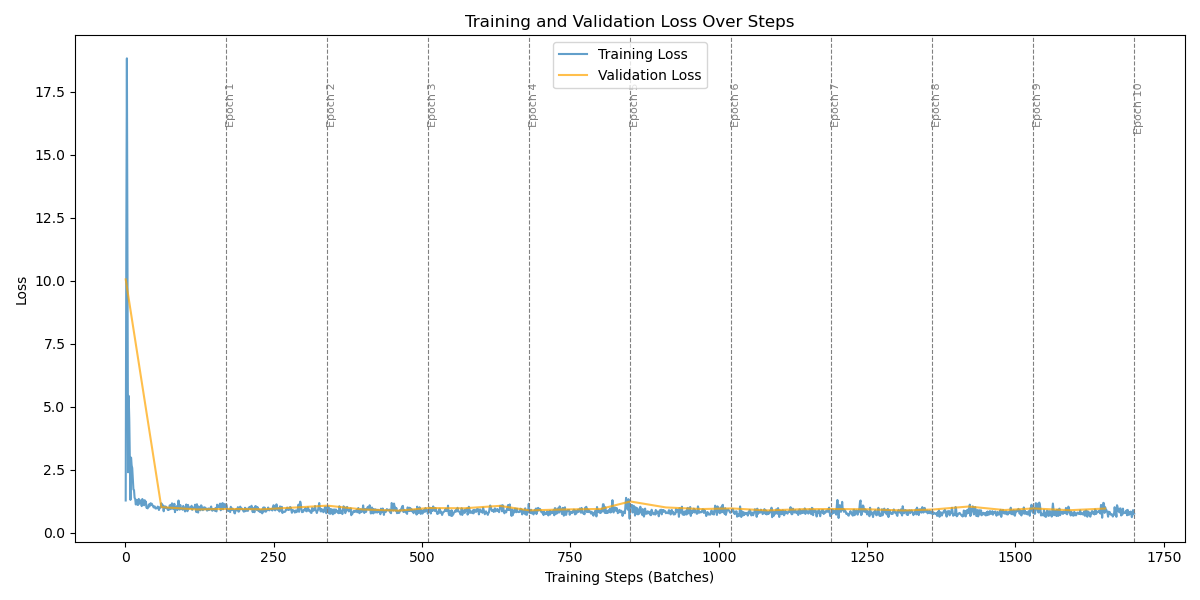 Training and Validation Loss Over Steps
Training Loss
Validation Loss
Epoch 1
Epoch 2
Epoch 3
Epoch 4
Epoch 5
Epoch 6
Epoch 7
Epoch 8
Epoch 9
Epoch 10
Loss
17.5
15.0
12.5
10.0
7.5
5.0
2.5
0.0
0
250
500
750
1000
1250
1500
1750
Training Steps (Batches)